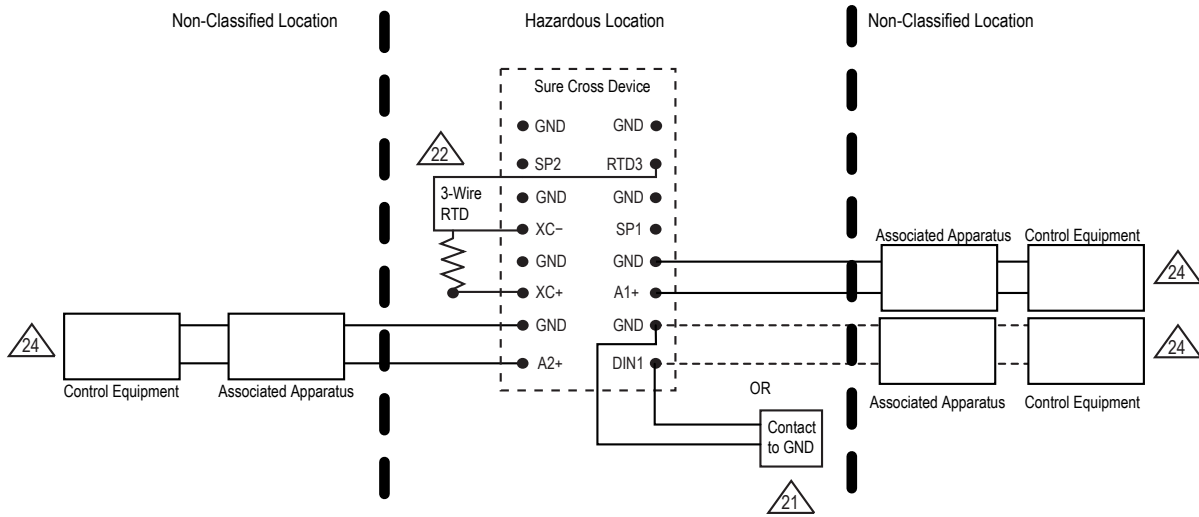 Non-Classified Location
Hazardous Location
Non-Classified Location
Sure Cross Device
GND GND
22
SP2 RTD3
3-Wire
RTD
GND GND
XC− SP1
GND GND
XC+ A1+
GND GND
A2+ DIN1
Associated Apparatus
Control Equipment
24
24
Control Equipment
Associated Apparatus
24
Associated Apparatus
Control Equipment
OR
Contact
to GND
21